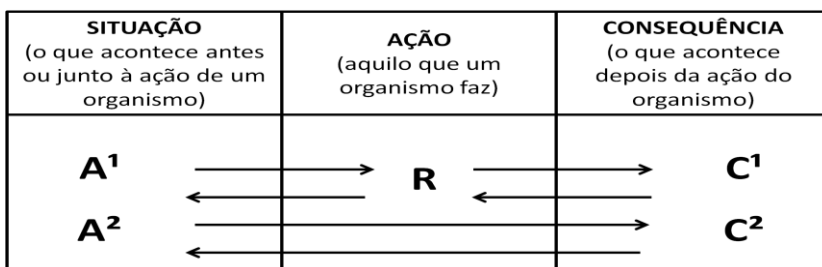 SITUAÇÃO
(o que acontece antes
ou junto à ação de um
organismo)
AÇÃO
(aquilo que um
organismo faz)
CONSEQUÊNCIA
(o que acontece
depois da ação do
organismo)
A¹
R
C¹
A²
C²